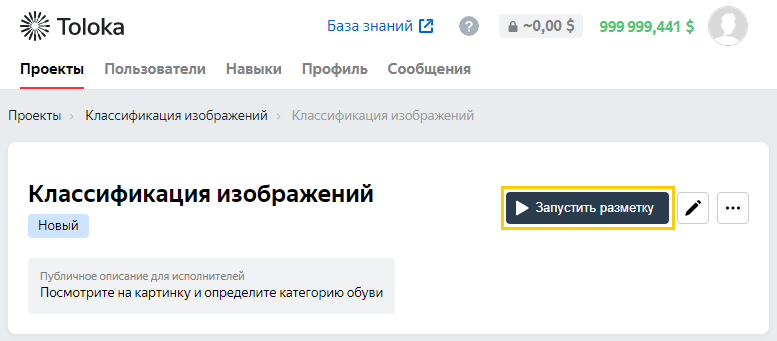 Toloka
База знаний
?
~0,00 $
999 999,441 $
Проекты Пользователи Навыки Профиль Сообщения
Проекты › Классификация изображений › Классификация изображений
Классификация изображений
Запустить разметку
Новый
Публичное описание для исполнителей
Посмотрите на картинку и определите категорию обуви